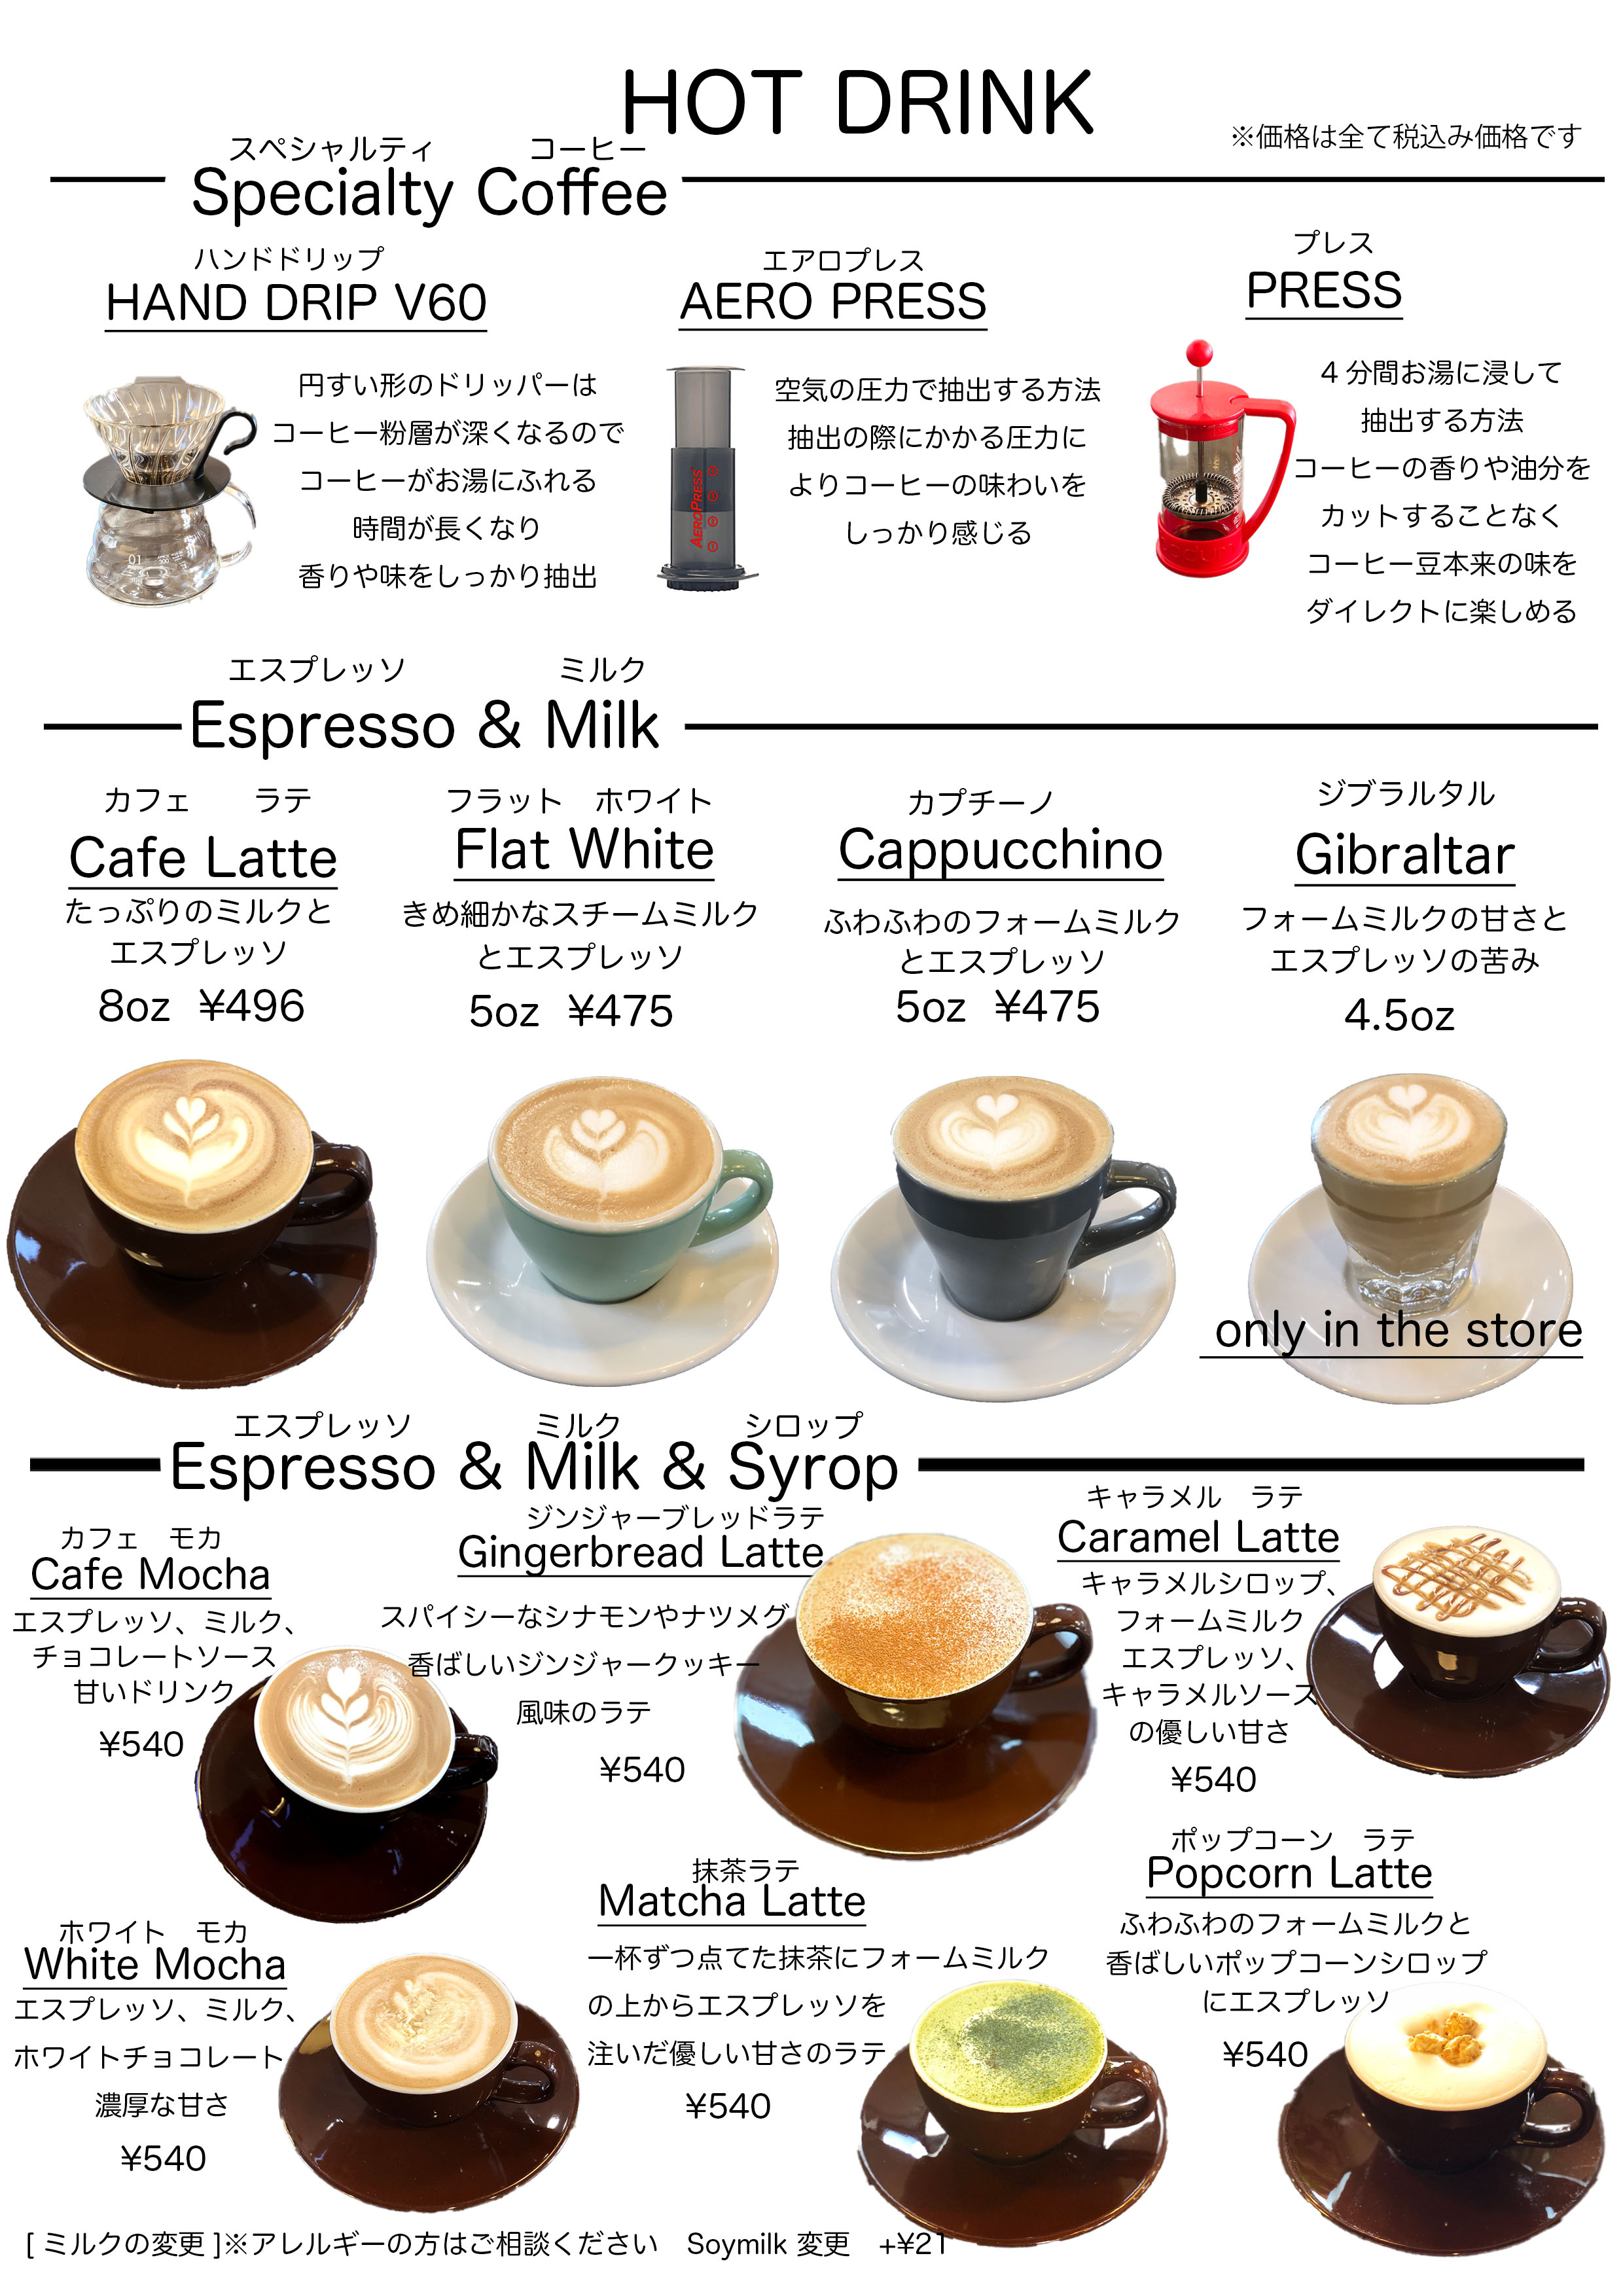 HOT DRINK
※価格は全て税込み価格です
スペシャルティ コーヒー
Specialty Coffee
ハンドドリップ
HAND DRIP V60
円すい形のドリッパーは
コーヒー粉層が深くなるので
コーヒーがお湯にふれる
時間が長くなり
香りや味をしっかり抽出
01
エアロプレス
AERO PRESS
空気の圧力で抽出する方法
抽出の際にかかる圧力に
よりコーヒーの味わいを
しっかり感じる
AEROPRESS
プレス
PRESS
4 分間お湯に浸して
抽出する方法
コーヒーの香りや油分を
カットすることなく
コーヒー豆本来の味を
ダイレクトに楽しめる
エスプレッソ ミルク
Espresso & Milk
カフェ ラテ
Cafe Latte
たっぷりのミルクと
エスプレッソ
8oz ¥496
フラット ホワイト
Flat White
きめ細かなスチームミルク
とエスプレッソ
5oz ¥475
カプチーノ
Cappucchino
ふわふわのフォームミルク
とエスプレッソ
5oz ¥475
ジブラルタル
Gibraltar
フォームミルクの甘さと
エスプレッソの苦み
4.5oz
only in the store
エスプレッソ ミルク シロップ
Espresso & Milk & Syrop
カフェ モカ
Cafe Mocha
エスプレッソ、ミルク、
チョコレートソース
甘いドリンク
¥540
ジンジャーブレッドラテ
Gingerbread Latte
スパイシーなシナモンやナツメグ
香ばしいジンジャークッキー
風味のラテ
¥540
キャラメル ラテ
Caramel Latte
キャラメルシロップ、
フォームミルク
エスプレッソ、
キャラメルソース
の優しい甘さ
¥540
ホワイト モカ
White Mocha
エスプレッソ、ミルク、
ホワイトチョコレート
濃厚な甘さ
¥540
抹茶ラテ
Matcha Latte
一杯ずつ点てた抹茶にフォームミルク
の上からエスプレッソを
注いだ優しい甘さのラテ
¥540
ポップコーン ラテ
Popcorn Latte
ふわふわのフォームミルクと
香ばしいポップコーンシロップ
にエスプレッソ
¥540
[ ミルクの変更 ]※アレルギーの方はご相談ください Soymilk 変更 +¥21